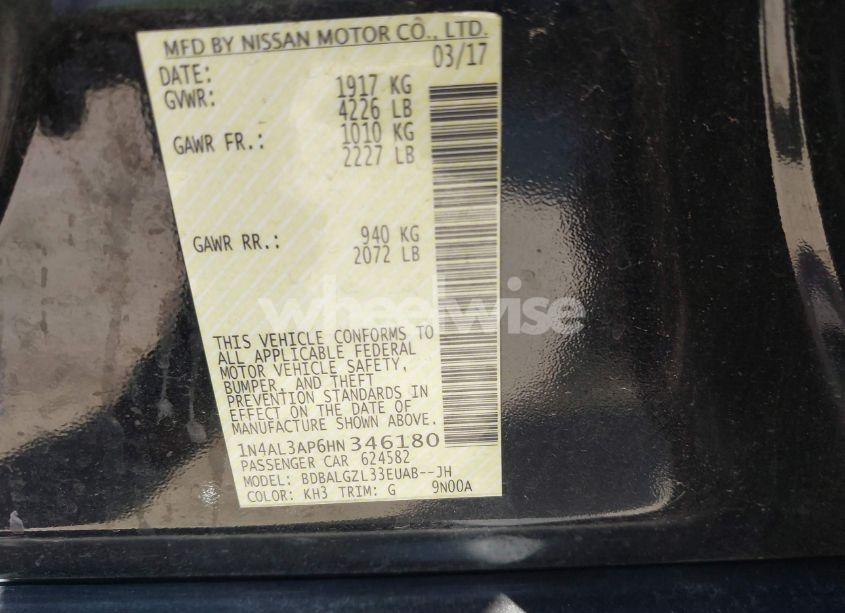 MFD BY NISSAN MOTOR CO., LTD.
DATE: 03/17
GVWR: 1917 KG
4226 LB
GAWR FR.: 1010 KG
2227 LB
GAWR RR.: 940 KG
2072 LB
wheelwise
THIS VEHICLE CONFORMS TO
ALL APPLICABLE FEDERAL
MOTOR VEHICLE SAFETY,
BUMPER, AND THEFT
PREVENTION STANDARDS IN
EFFECT ON THE DATE OF
MANUFACTURE SHOWN ABOVE.
1N4AL3AP6HN346180
PASSENGER CAR 624582
MODEL: BDBALGZL33EUAB--JH
COLOR: KH3 TRIM: G 9N00A